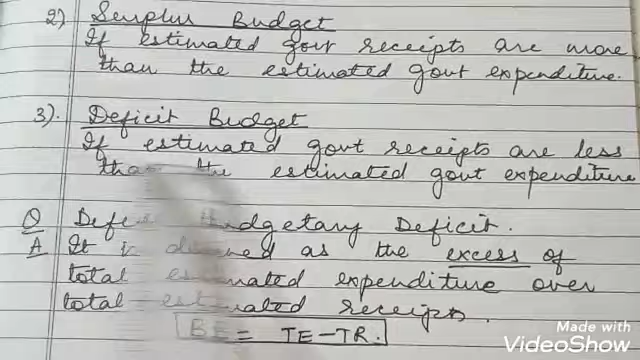 2) Surplus Budget
If estimated govt receipts are more
than the estimated govt expenditure.
3). Deficit Budget
If estimated govt receipts are less
than the estimated govt expenditure
Q Define Budgetary Deficit.
A It is defined as the excess of
total estimated expenditure over
total estimated receipts.
= TE-TR.
Made with
VideoShow